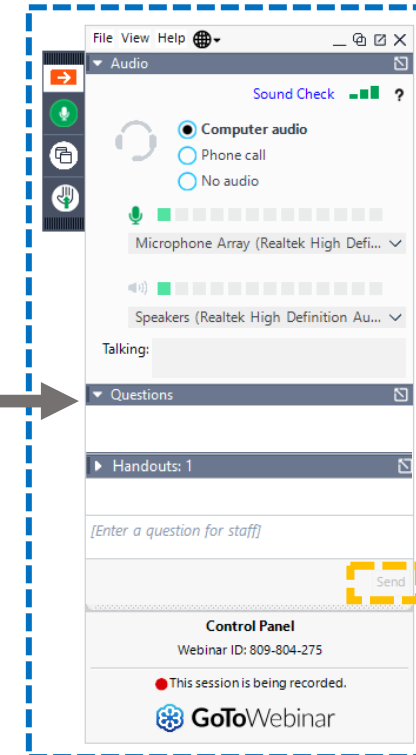 File View Help
Audio
Sound Check ?
Computer audio
Phone call
No audio
Microphone Array (Realtek High Defi...
Speakers (Realtek High Definition Au...
Talking:
Questions
Handouts: 1
[Enter a question for staff]
Send
Control Panel
Webinar ID: 809-804-275
This session is being recorded.
GoToWebinar